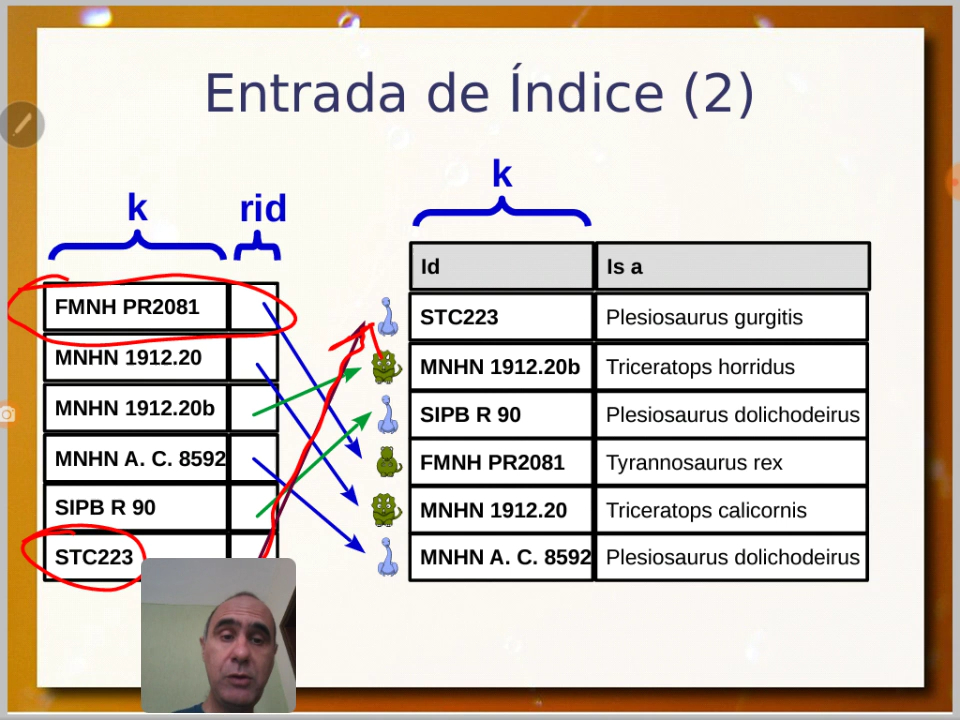 Entrada de Índice (2)
k
rid
k
FMNH PR2081
MNHN 1912.20
MNHN 1912.20b
MNHN A. C. 8592
SIPB R 90
STC223
Id Is a
STC223 Plesiosaurus gurgitis
MNHN 1912.20b Triceratops horridus
SIPB R 90 Plesiosaurus dolichodeirus
FMNH PR2081 Tyrannosaurus rex
MNHN 1912.20 Triceratops calicornis
MNHN A. C. 8592 Plesiosaurus dolichodeirus